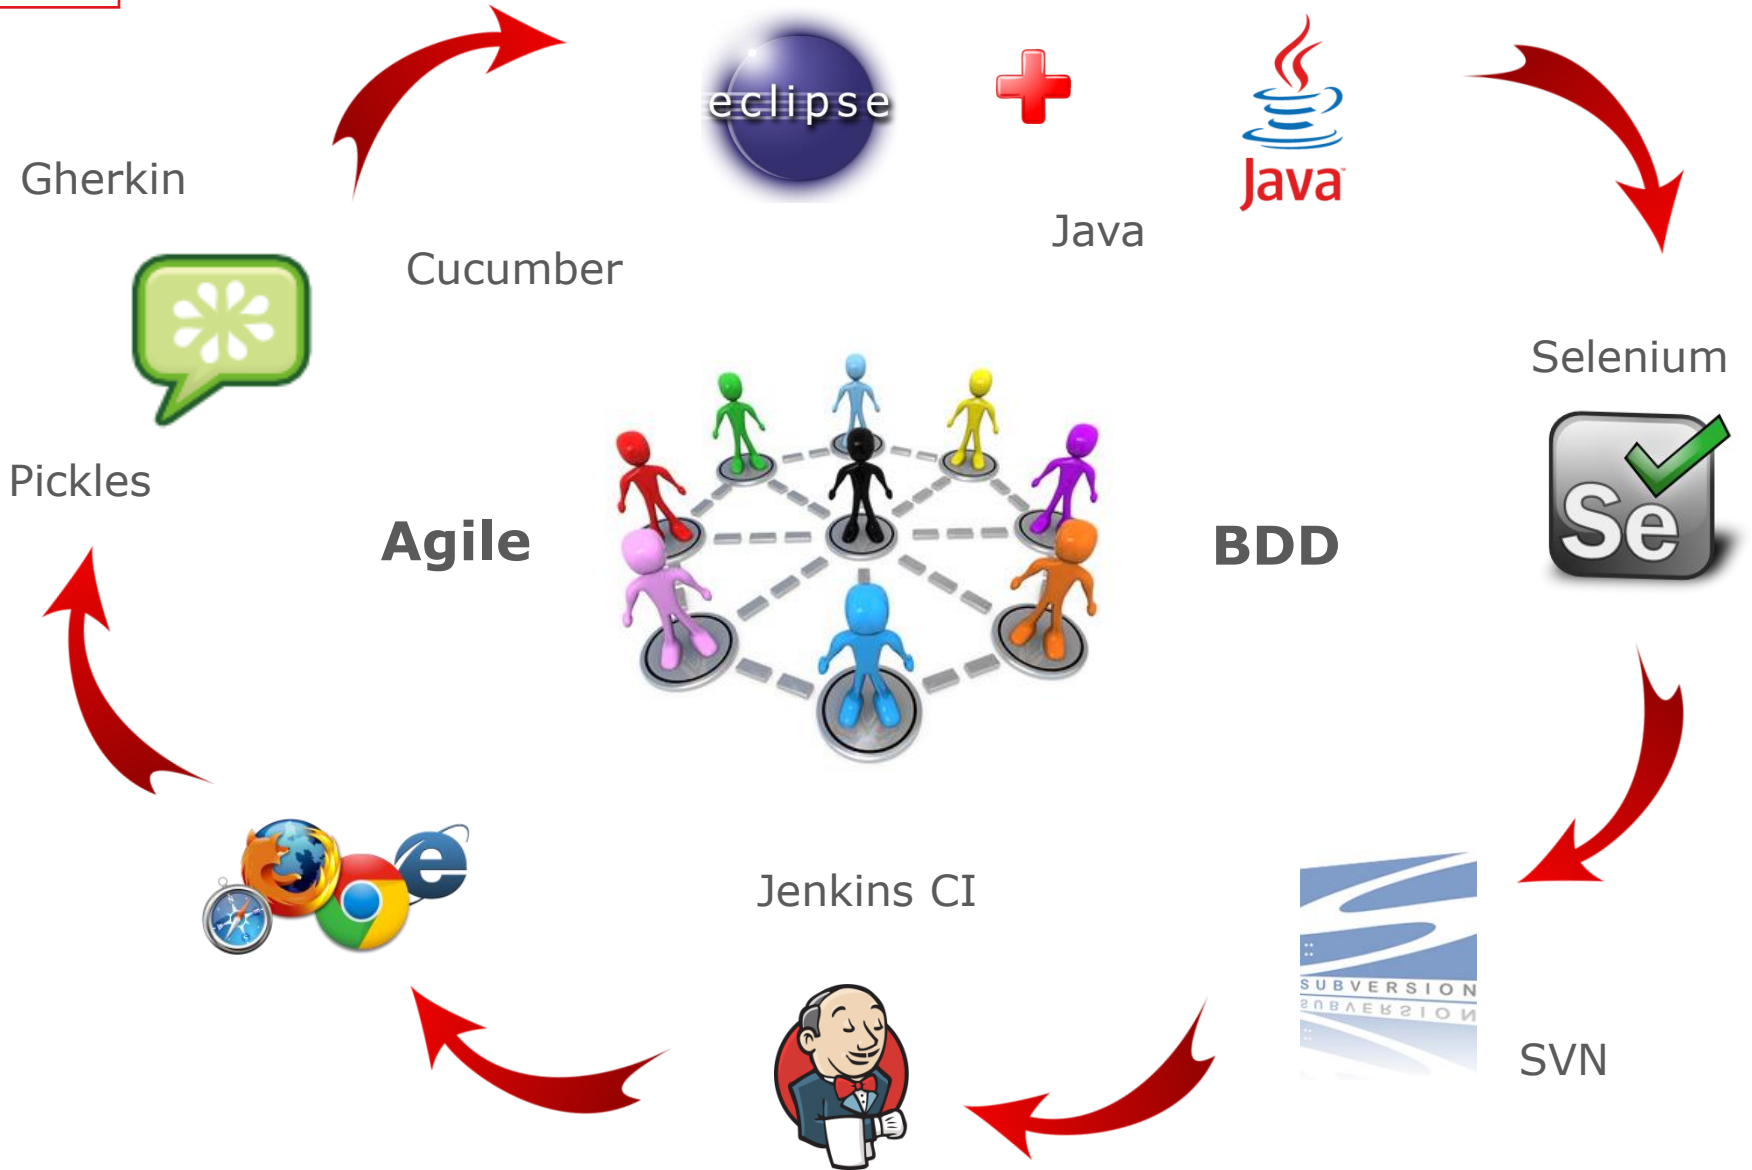 eclipse
Java
Gherkin
Java
Cucumber
Selenium
Se
Pickles
Agile
BDD
Jenkins CI
SUBVERSION
SVN